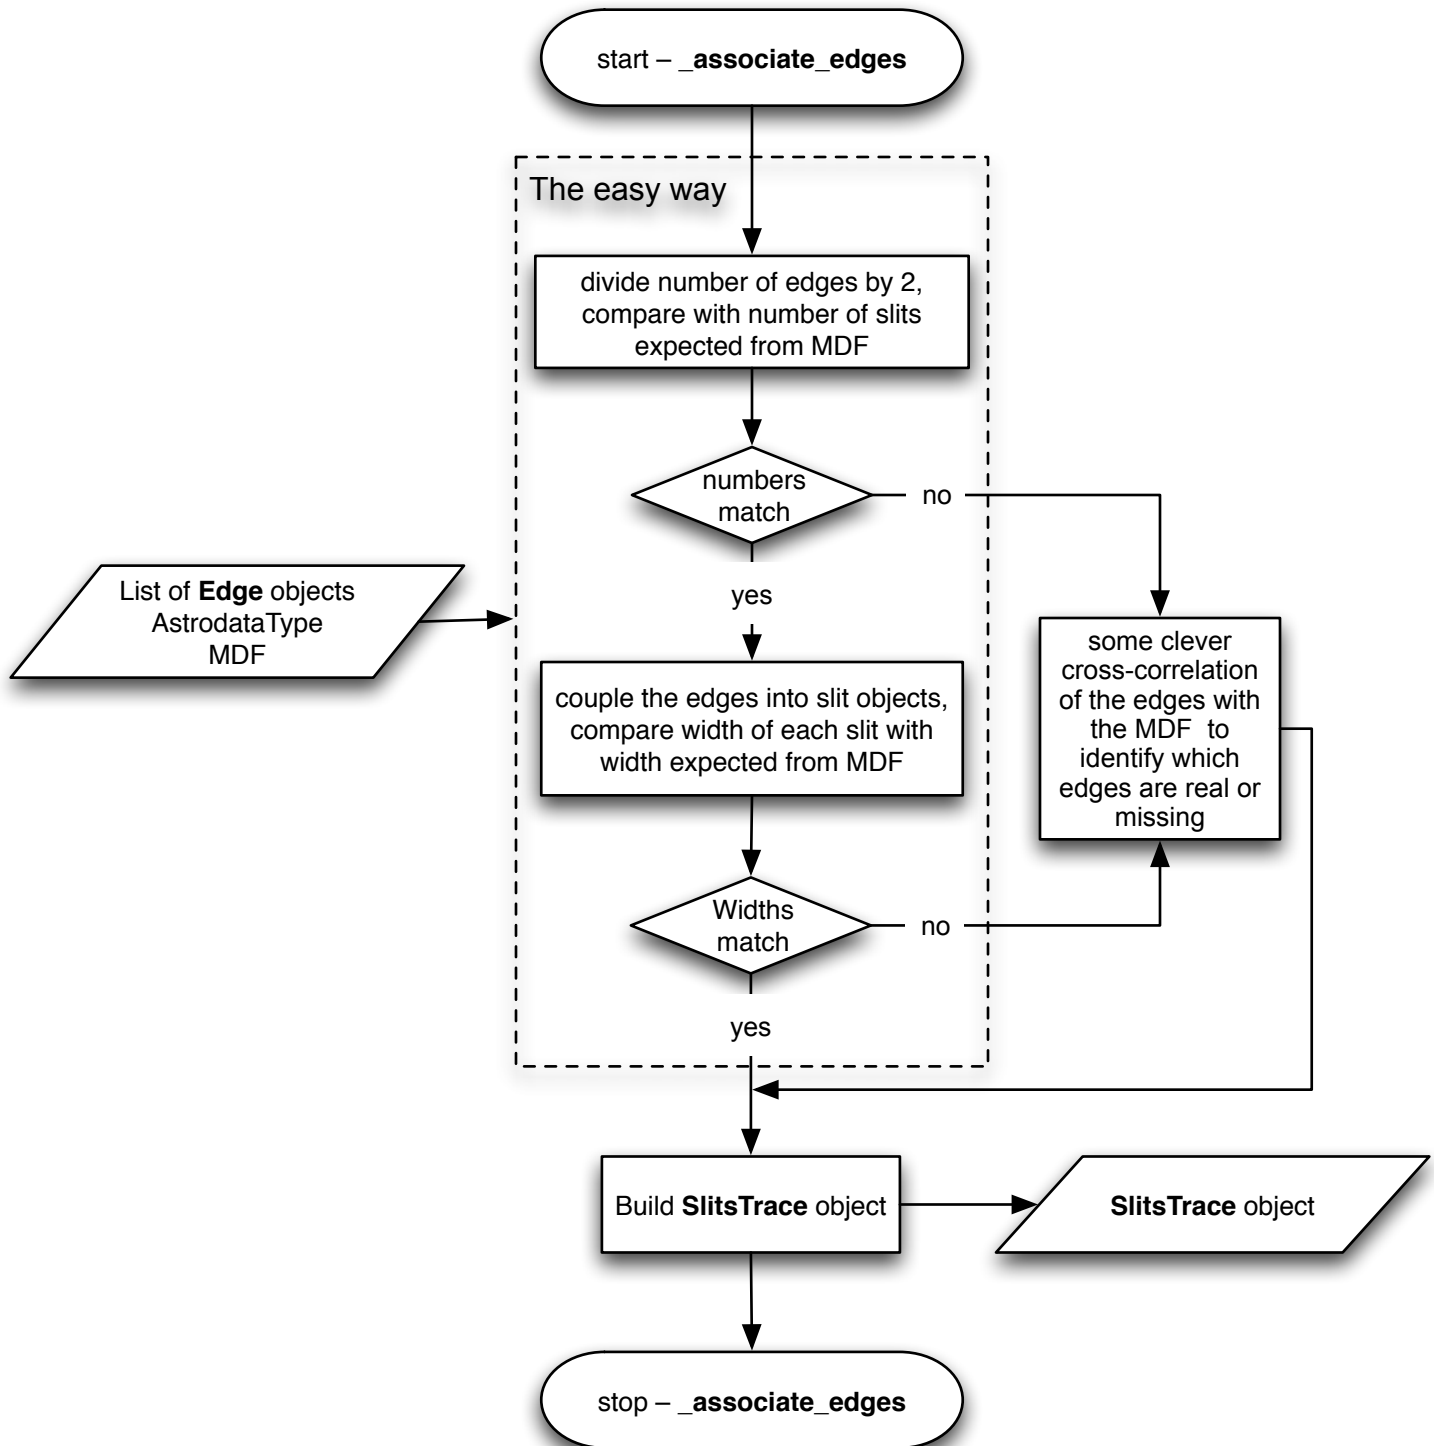 start – _associate_edges
The easy way
divide number of edges by 2,
compare with number of slits
expected from MDF
numbers
match
no
yes
List of Edge objects
AstrodataType
MDF
some clever
cross-correlation
of the edges with
the MDF to
identify which
edges are real or
missing
couple the edges into slit objects,
compare width of each slit with
width expected from MDF
Widths
match
no
yes
Build SlitsTrace object
SlitsTrace object
stop – _associate_edges